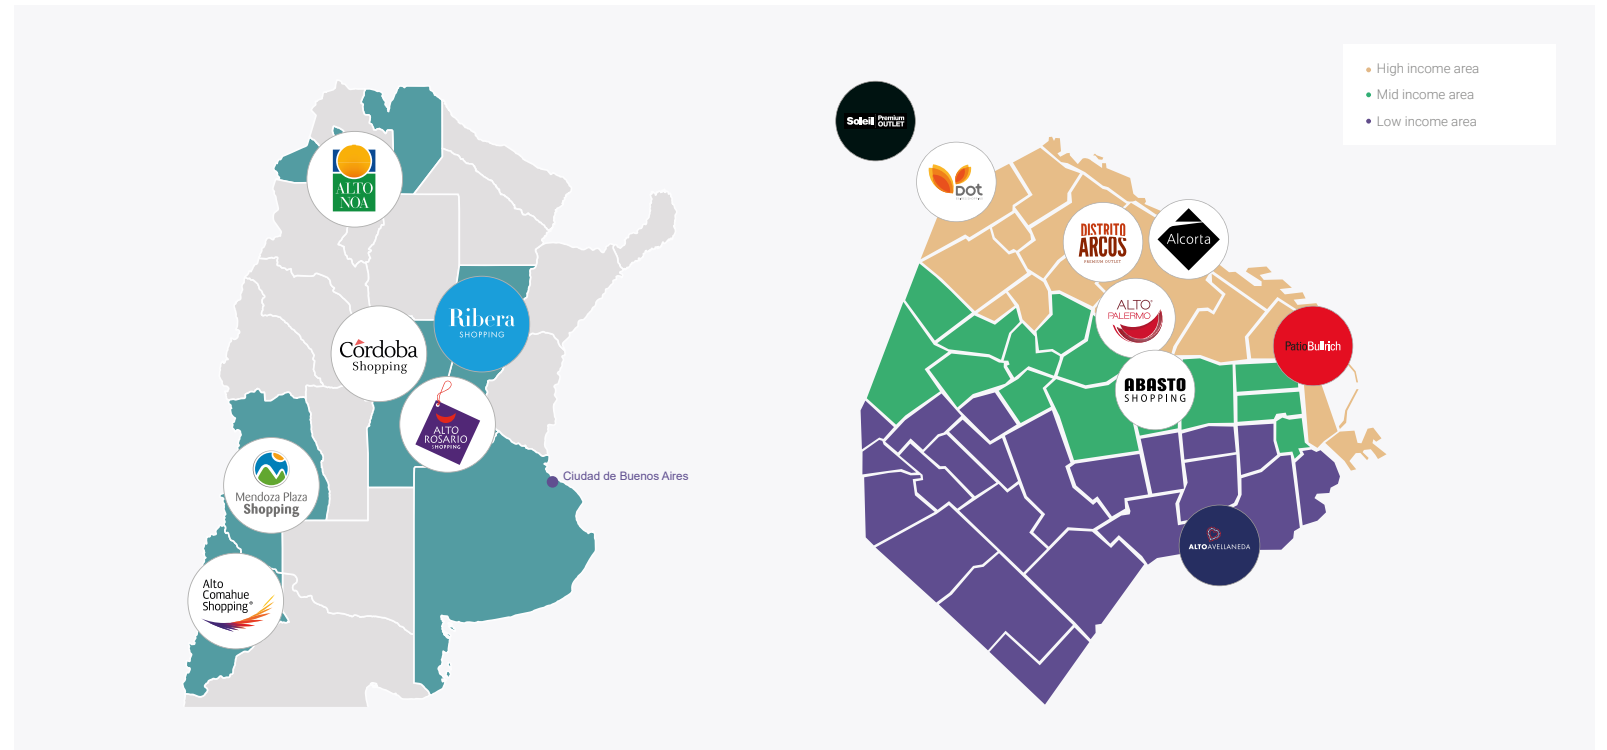 High income area
Mid income area
Low income area
Soleil Premium
OUTLET
DOT
DISTRITO
ARCOS
PREMIUM OUTLET
Alcorta
ALTO
NOA
ALTO
PALERMO
Ribera
SHOPPING
Córdoba
Shopping
PatioBullrich
ABASTO
SHOPPING
ALTO
ROSARIO
SHOPPING
Ciudad de Buenos Aires
Mendoza Plaza
Shopping
ALTOAVELLANEDA
Alto
Comahue
Shopping®